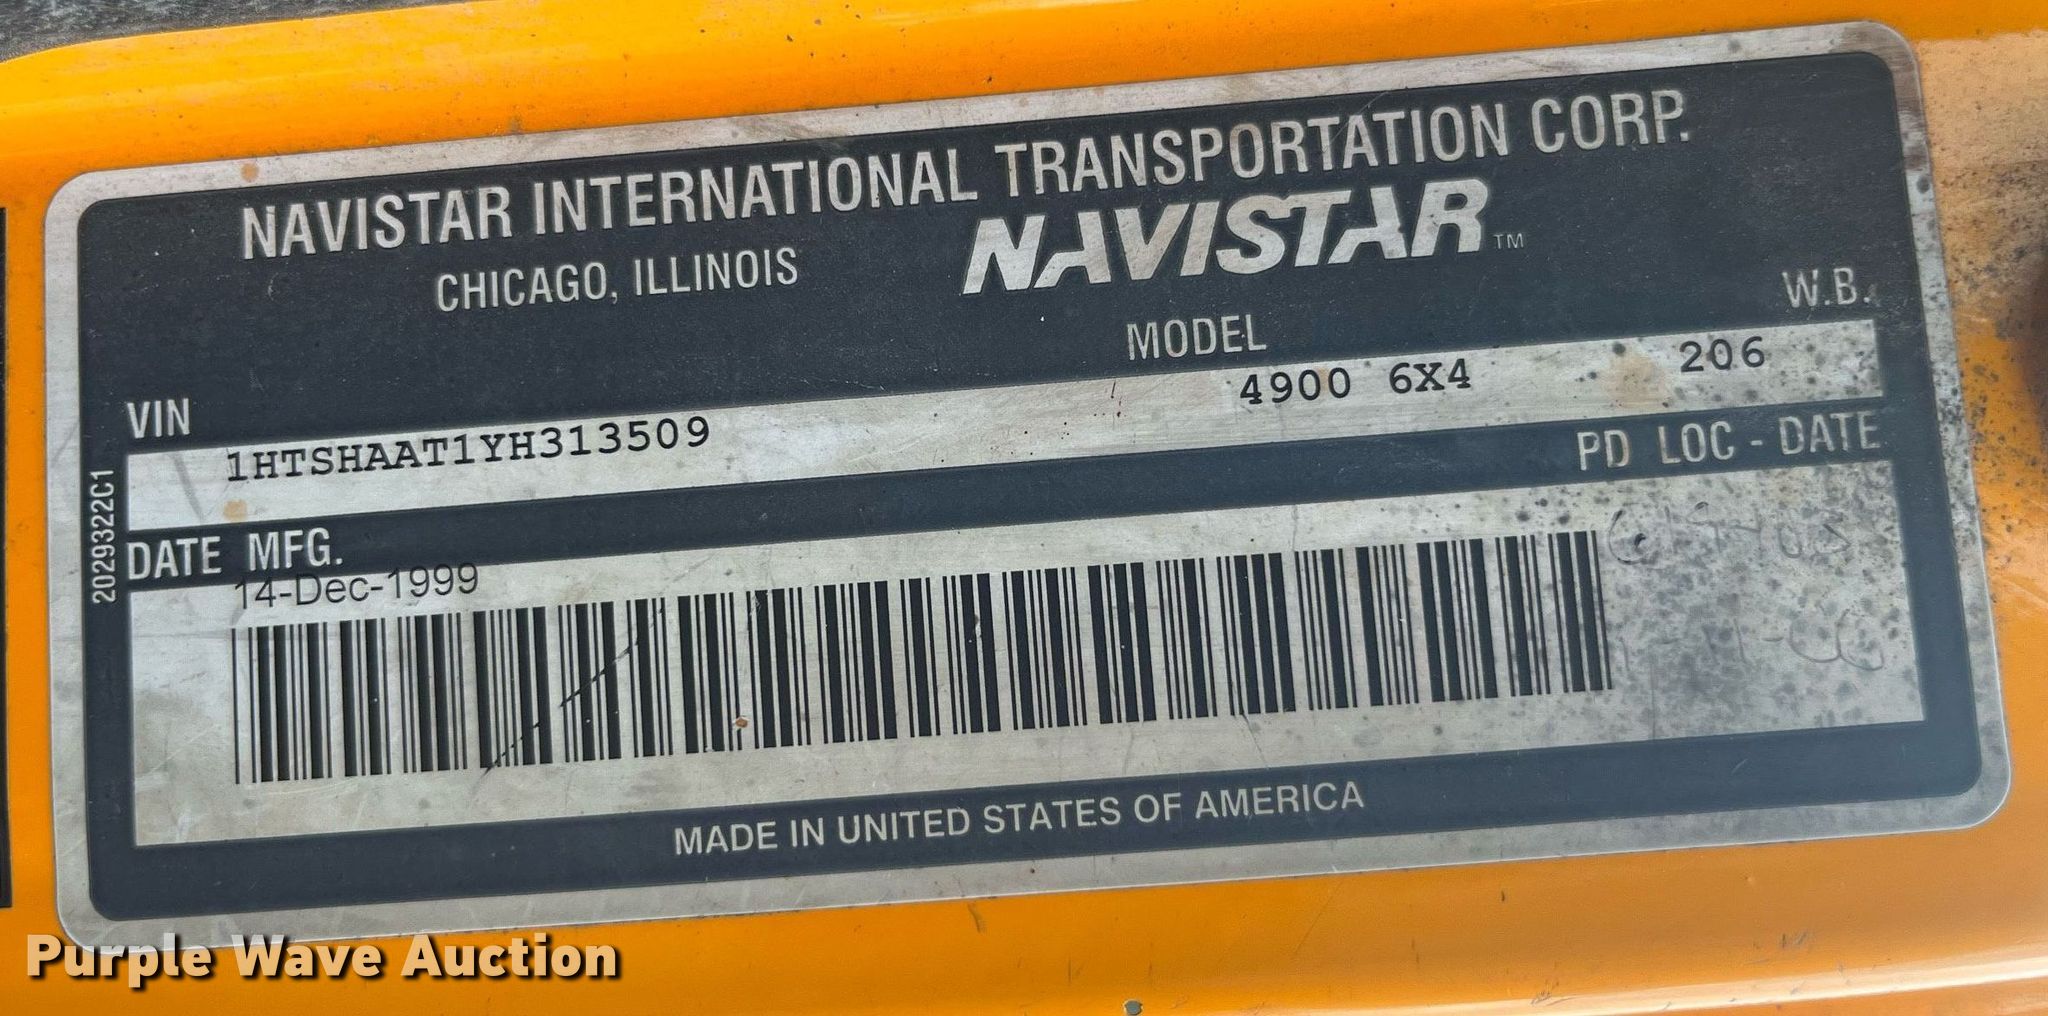 NAVISTAR INTERNATIONAL TRANSPORTATION CORP.
CHICAGO, ILLINOIS
NAVISTAR™
MODEL
W.B.
VIN
1HTSHAAT1YH313509
4900 6X4
206
PD LOC - DATE
DATE MFG.
14-Dec-1999
2029322C1
MADE IN UNITED STATES OF AMERICA
Purple Wave Auction